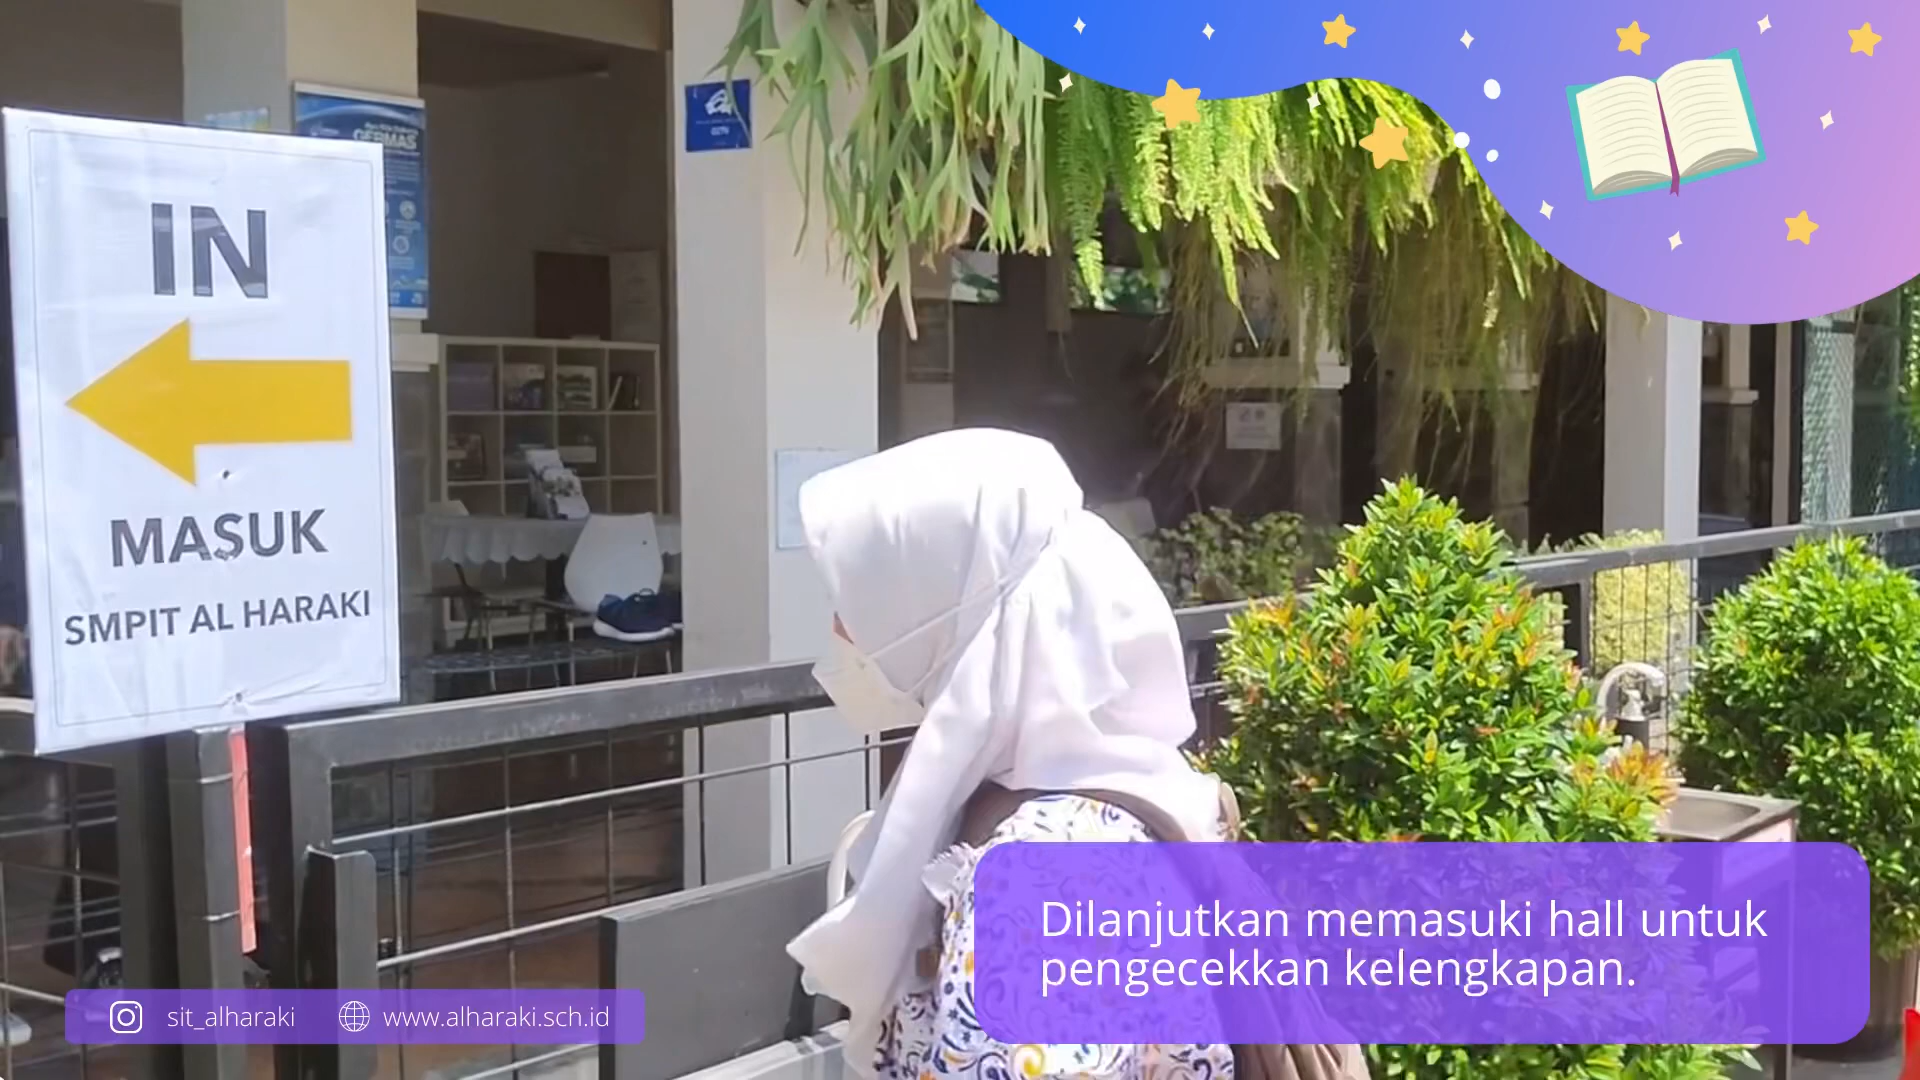 IN
MASUK
SMPIT AL HARAKI
GERMAS
Dilanjutkan memasuki hall untuk
pengecekkan kelengkapan.
sit_alharaki
www.alharaki.sch.id